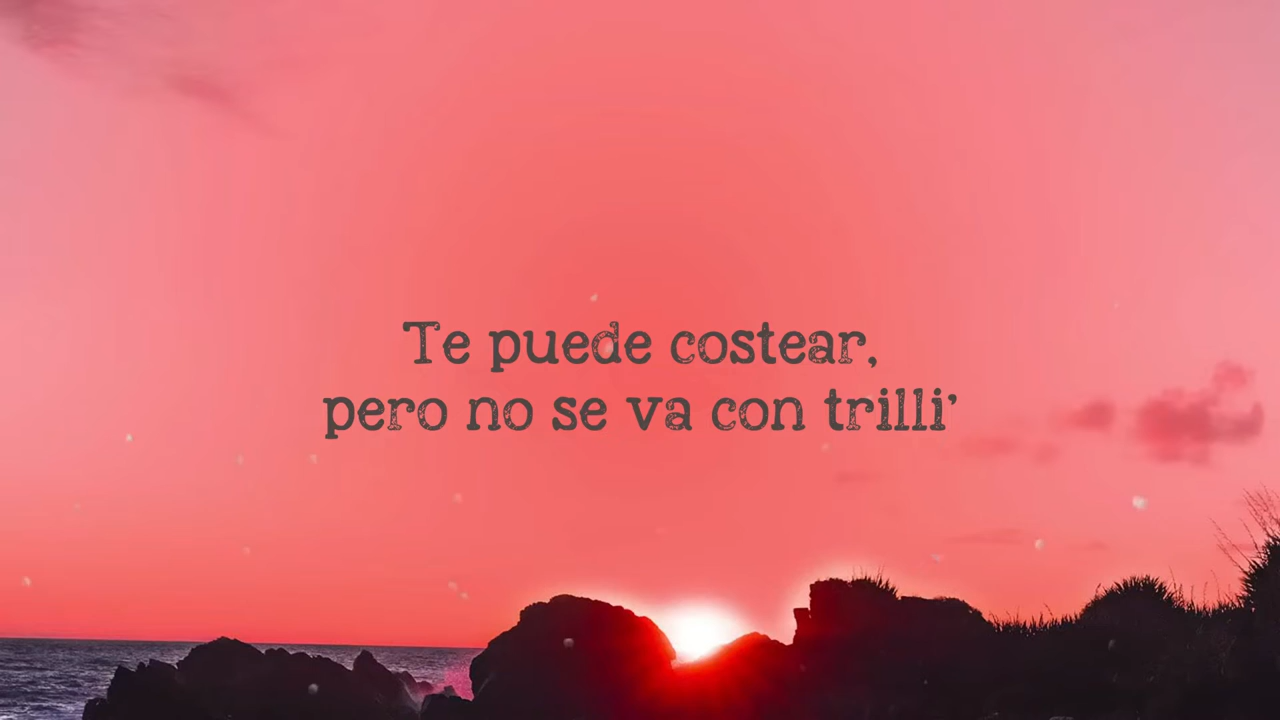 Te puede costear,
pero no se va con trilli’